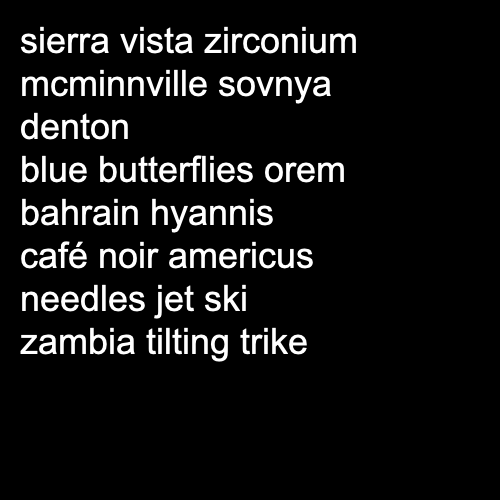 sierra vista zirconium
mcminnville sovnya
denton
blue butterflies orem
bahrain hyannis
café noir americus
needles jet ski
zambia tilting trike